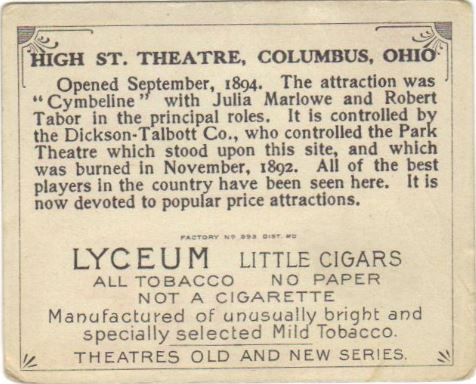 HIGH ST. THEATRE, COLUMBUS, OHIO
Opened September, 1894. The attraction was
"Cymbeline" with Julia Marlowe and Robert
Tabor in the principal roles. It is controlled by
the Dickson-Talbott Co., who controlled the Park
Theatre which stood upon this site, and which
was burned in November, 1892. All of the best
players in the country have been seen here. It is
now devoted to popular price attractions.
FACTORY No 993 DIST. MD
LYCEUM LITTLE CIGARS
ALL TOBACCO NO PAPER
NOT A CIGARETTE
Manufactured of unusually bright and
specially selected Mild Tobacco.
THEATRES OLD AND NEW SERIES.